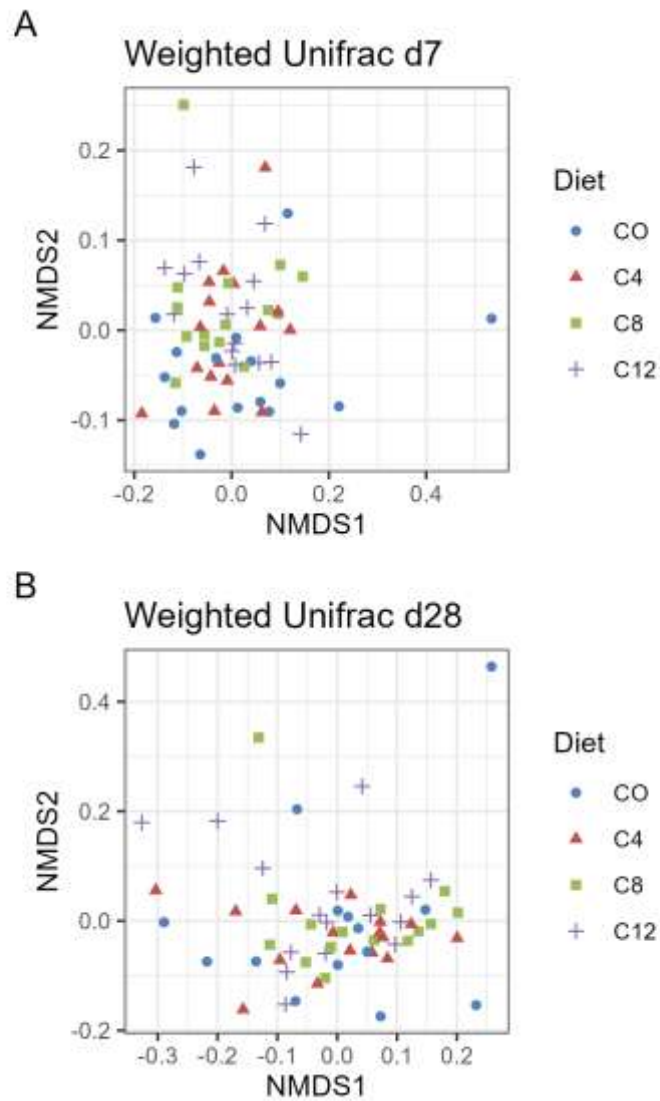 A
Weighted Unifrac d7
NMDS2
0.2
0.1
0.0
-0.1
-0.2
0.0
0.2
0.4
NMDS1
Diet
CO
C4
C8
C12
B
Weighted Unifrac d28
NMDS2
0.4
0.2
0.0
-0.2
-0.3
-0.2
-0.1
0.0
0.1
0.2
NMDS1
Diet
CO
C4
C8
C12